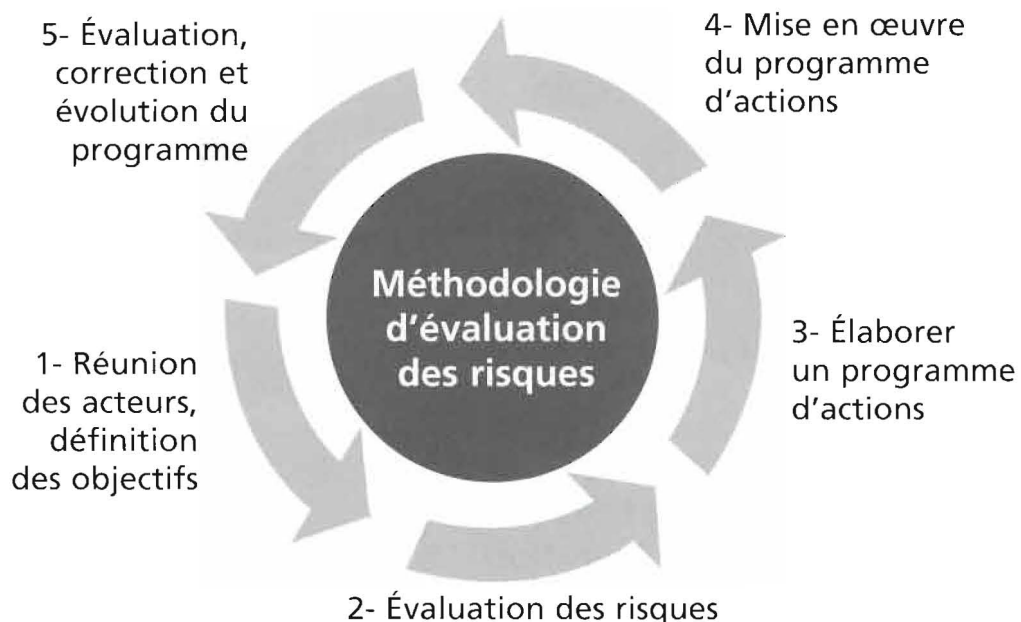 5- Évaluation,
correction et
évolution du
programme
4- Mise en œuvre
du programme
d'actions
Méthodologie
d'évaluation
des risques
1- Réunion
des acteurs,
définition
des objectifs
3- Élaborer
un programme
d'actions
2- Évaluation des risques